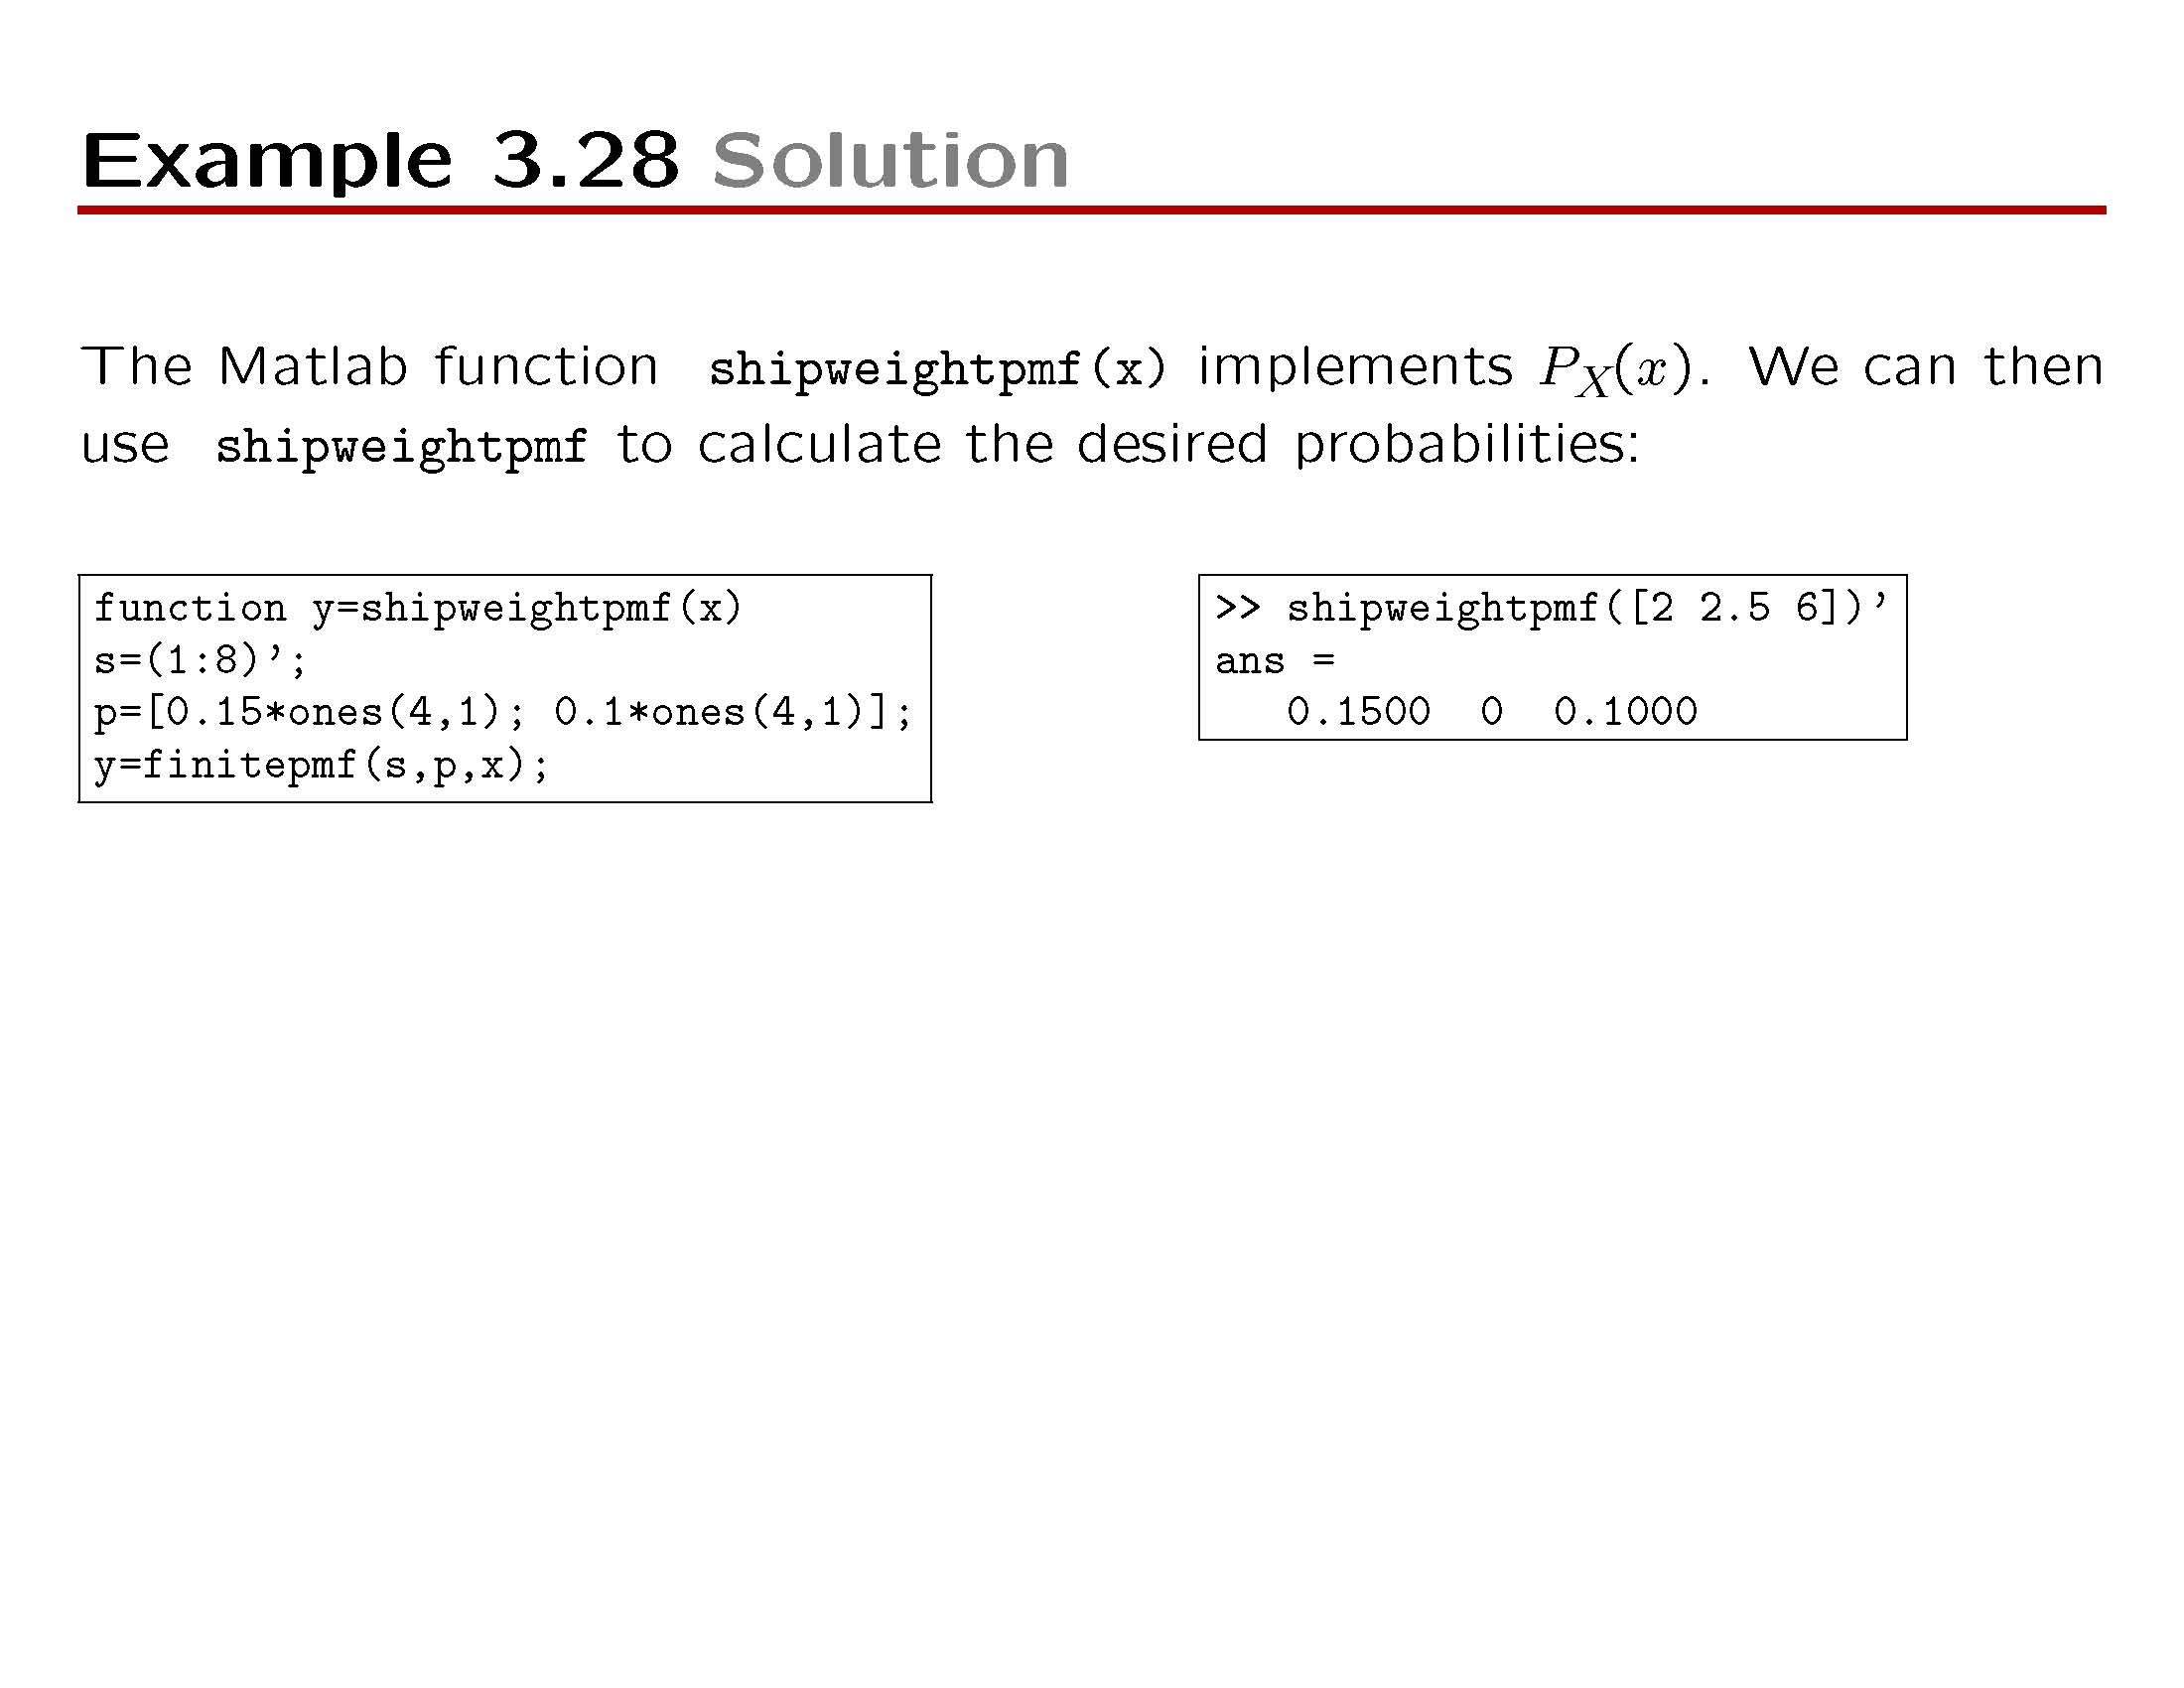 Example 3.28 Solution
The Matlab function shipweightpmf(x) implements P_X(x). We can then
use shipweightpmf to calculate the desired probabilities:
function y=shipweightpmf(x)
s=(1:8)’;
p=[0.15*ones(4,1); 0.1*ones(4,1)];
y=finitepmf(s,p,x);
>> shipweightpmf([2 2.5 6])’
ans =
0.1500 0 0.1000